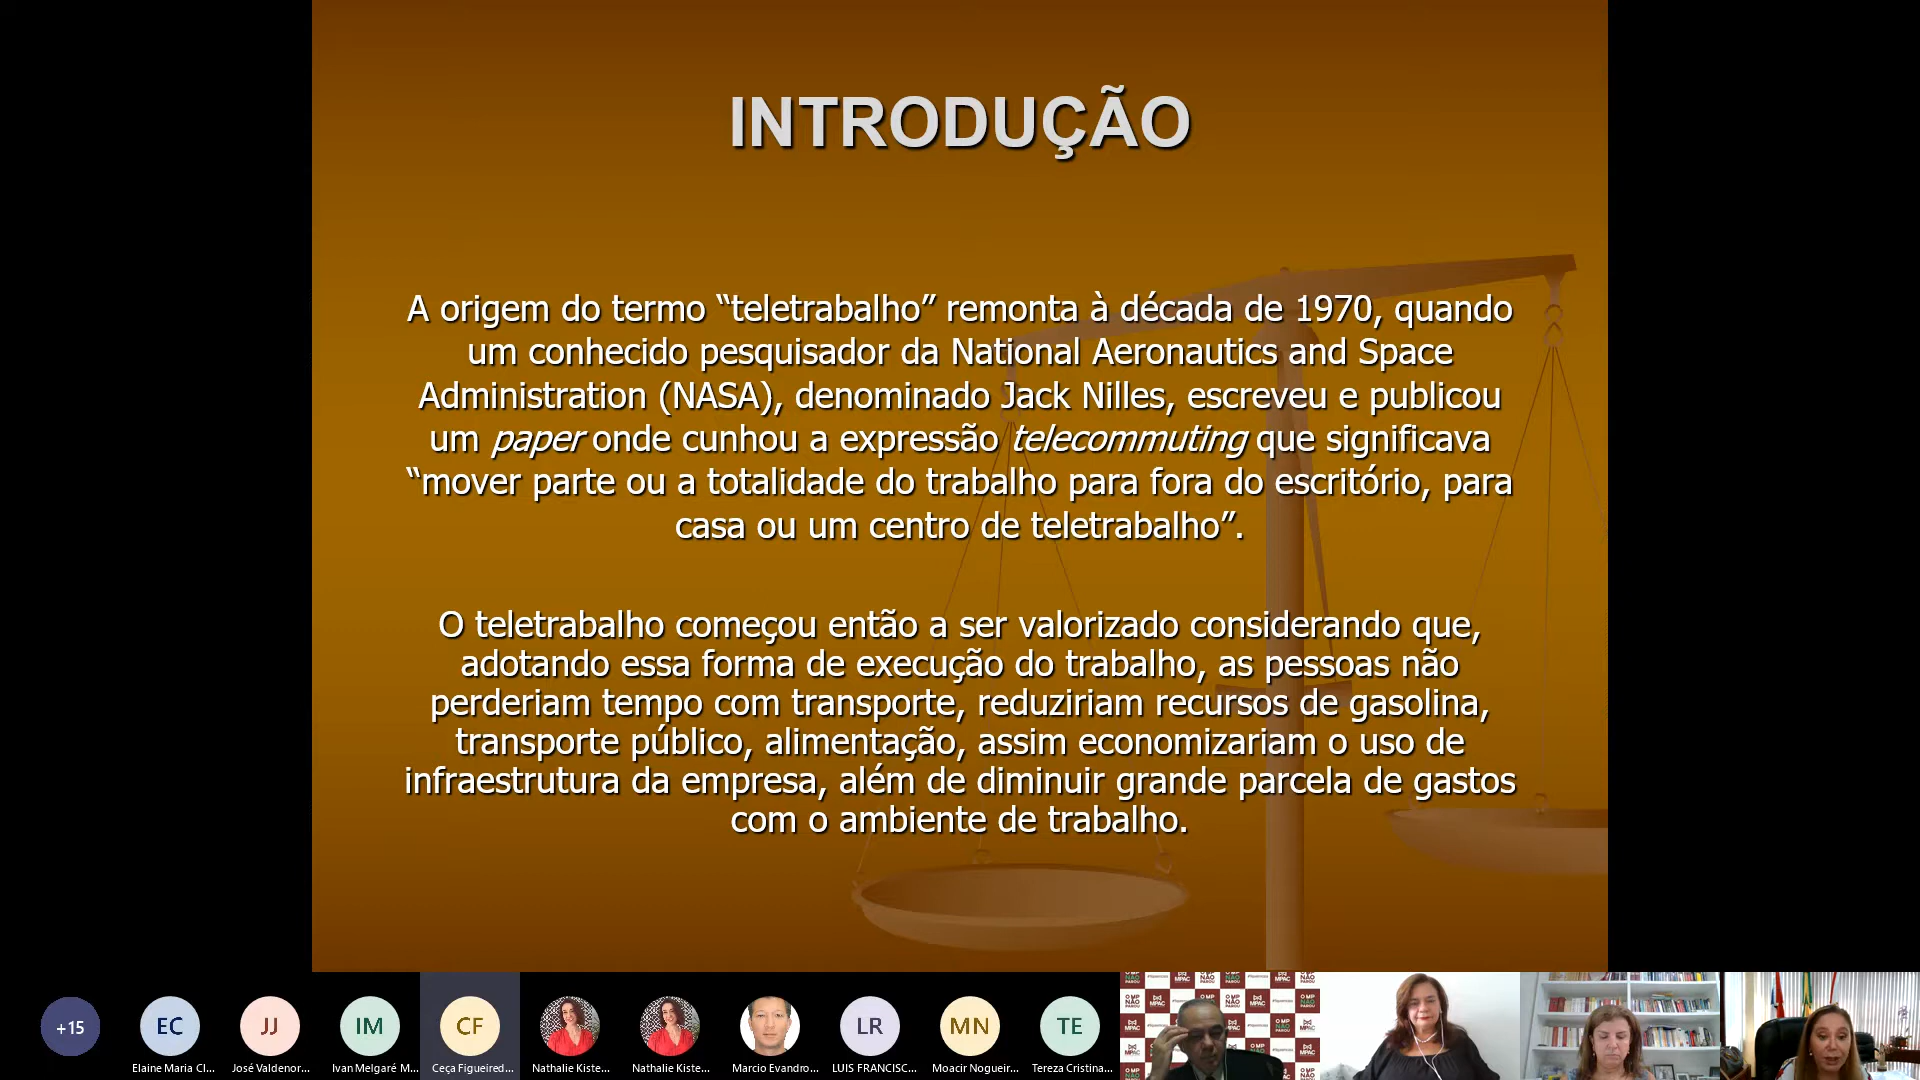 INTRODUÇÃO
A origem do termo “teletrabalho” remonta à década de 1970, quando
um conhecido pesquisador da National Aeronautics and Space
Administration (NASA), denominado Jack Nilles, escreveu e publicou
um paper onde cunhou a expressão telecommuting que significava
“mover parte ou a totalidade do trabalho para fora do escritório, para
casa ou um centro de teletrabalho”.
O teletrabalho começou então a ser valorizado considerando que,
adotando essa forma de execução do trabalho, as pessoas não
perderiam tempo com transporte, reduziriam recursos de gasolina,
transporte público, alimentação, assim economizariam o uso de
infraestrutura da empresa, além de diminuir grande parcela de gastos
com o ambiente de trabalho.
+15
EC
JJ
IM
CF
LR
MN
TE
Elaine Maria Cl...
José Valdenor...
Ivan Melgaré M...
Ceça Figueired...
Nathalie Kiste...
Nathalie Kiste...
Marcio Evandro...
LUIS FRANCISC...
Moacir Nogueir...
Tereza Cristina...
O MP NÃO PAROU
MPAC